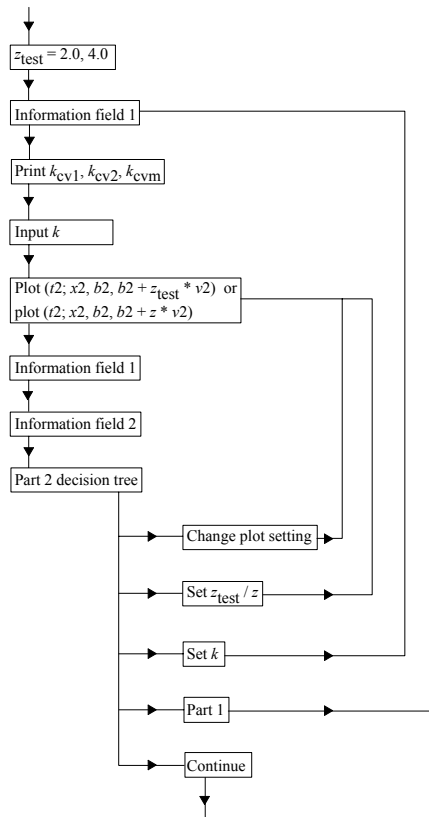 z_test = 2.0, 4.0
Information field 1
Print k_cv1, k_cv2, k_cvm
Input k
Plot (t2; x2, b2, b2 + z_test * v2) or
plot (t2; x2, b2, b2 + z * v2)
Information field 1
Information field 2
Part 2 decision tree
Change plot setting
Set z_test / z
Set k
Part 1
Continue